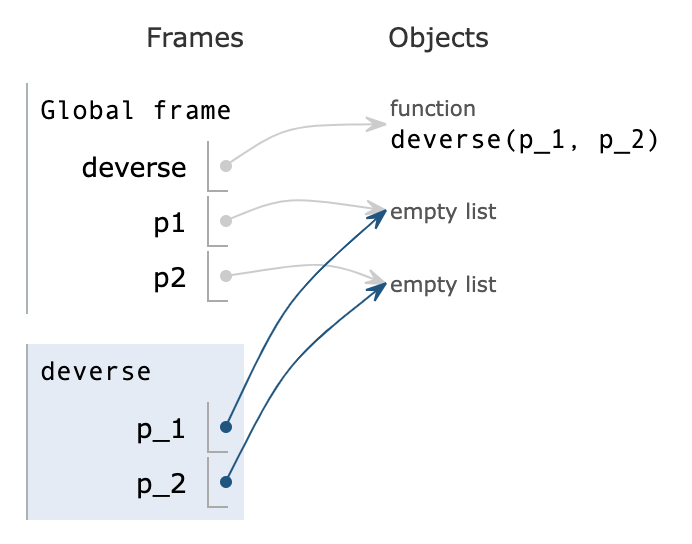 Frames Objects
Global frame
function
deverse(p_1, p_2)
deverse
p1
empty list
p2
empty list
deverse
p_1
p_2